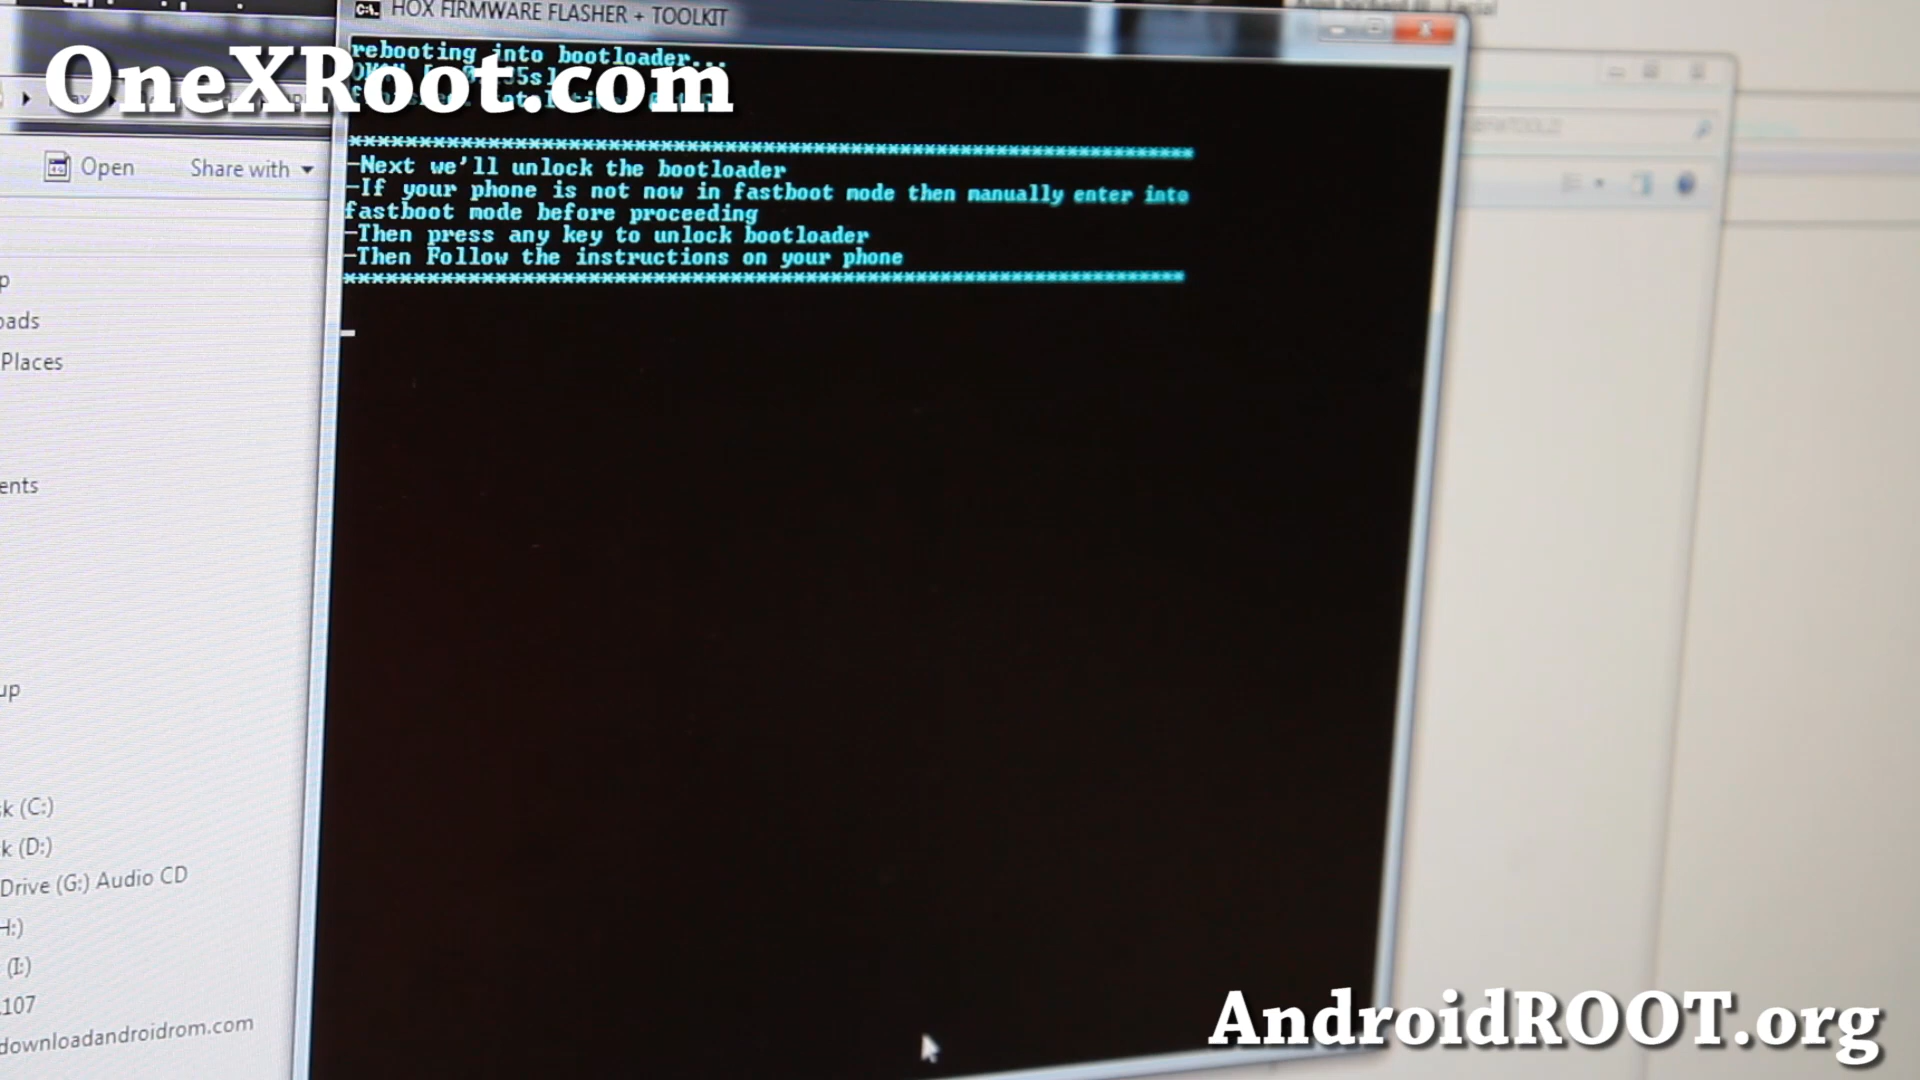 HOX FIRMWARE FLASHER + TOOLKIT
rebooting into bootloader...
OneXRoot.com
Open
Share with
-Next we'll unlock the bootloader
-If your phone is not now in fastboot mode then manually enter into
fastboot mode before proceeding
-Then press any key to unlock bootloader
-Then Follow the instructions on your phone
p
oads
Places
ents
up
k (C:)
k (D:)
Drive (G:) Audio CD
H:)
(I:)
107
downloadandroidrom.com
AndroidROOT.org